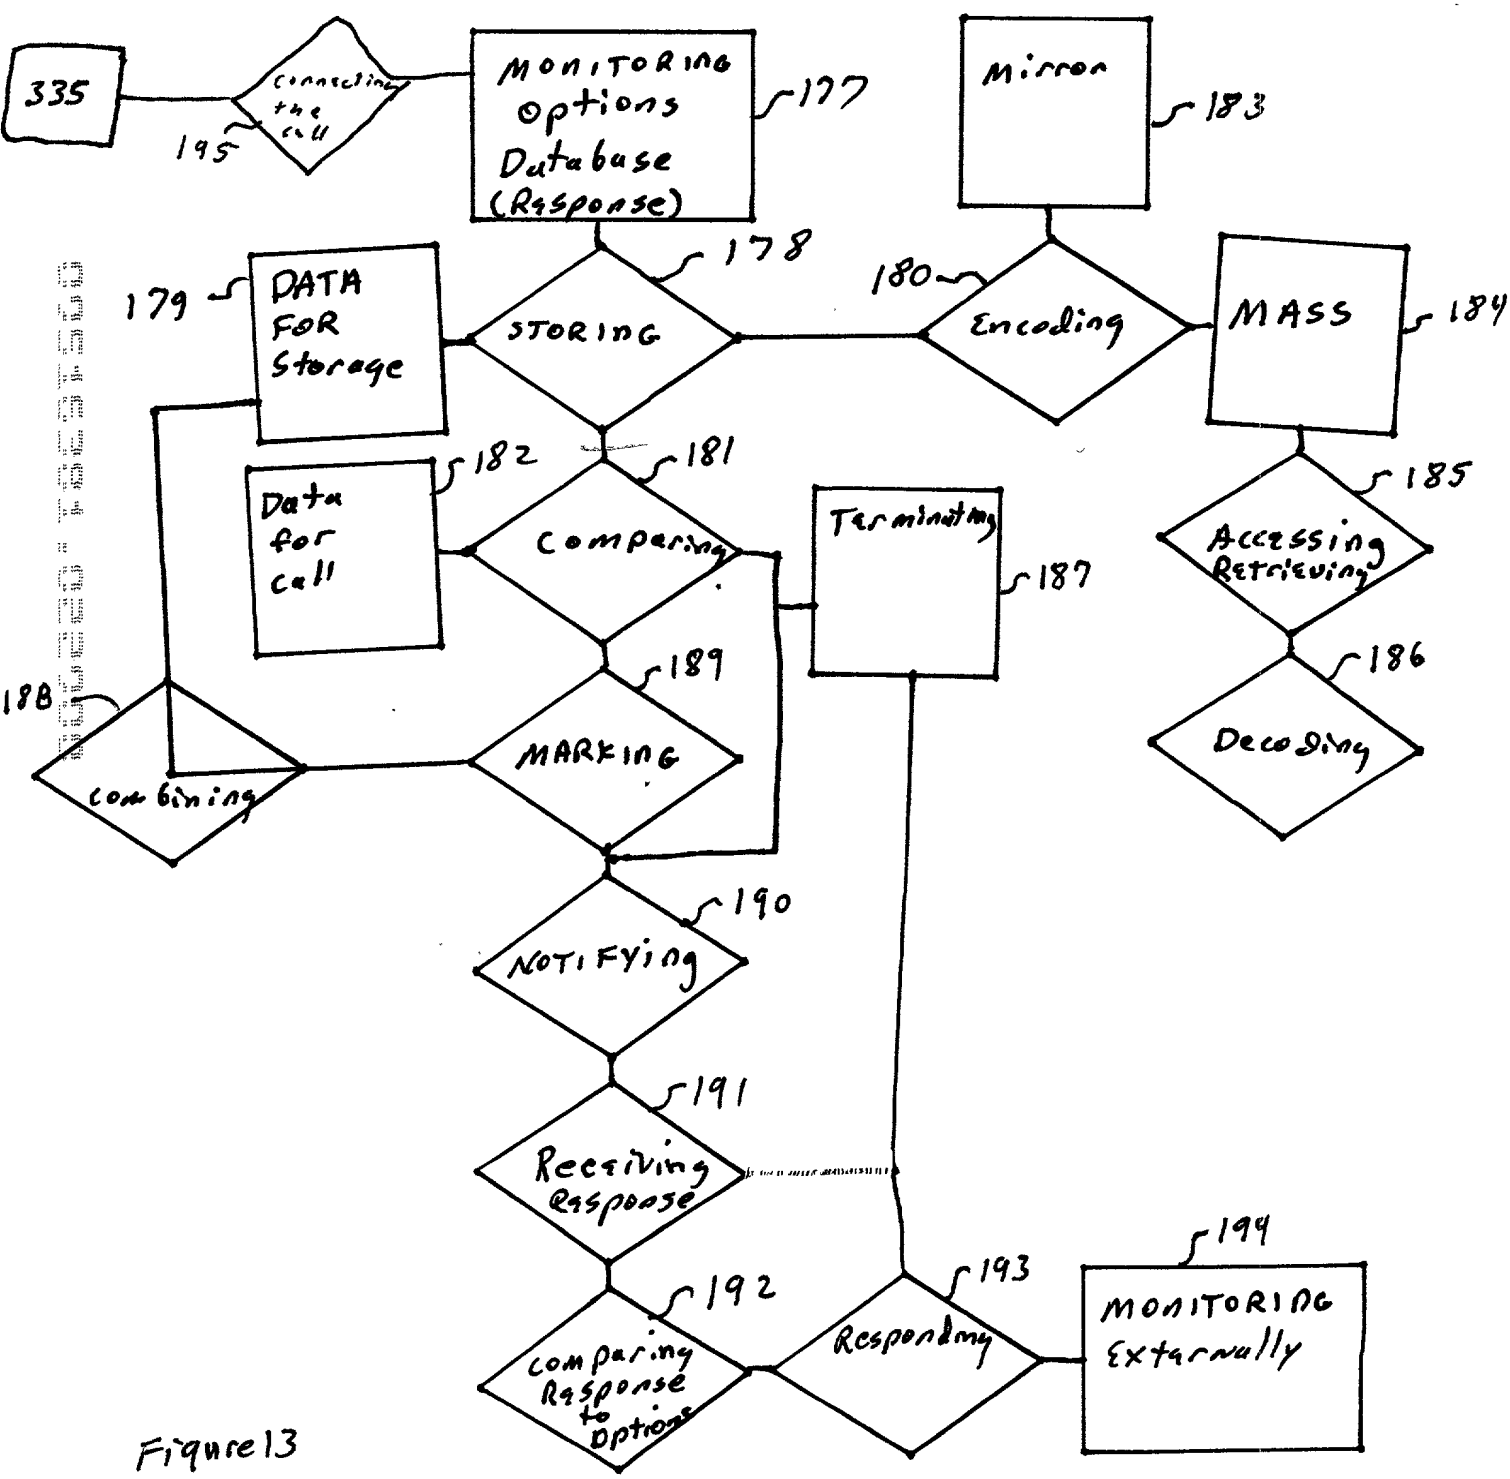 335
connecting
the
call
195
MONITORING
options
Database
(Response)
177
Mirror
183
179
DATA
FOR
Storage
STORING
178
180
Encoding
MASS
184
182
Data
for
call
181
Comparing
Terminating
187
185
Accessing
Retrieving
186
Decoding
188
combining
189
MARKING
190
NOTIFying
191
Receiving
Response
192
comparing
Response
to
Options
193
Responding
194
MONITORING
Externally
Figure 13